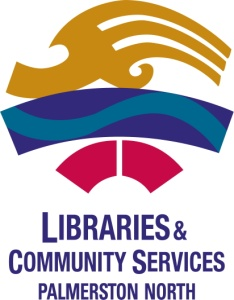 LIBRARIES &
COMMUNITY SERVICES
PALMERSTON NORTH